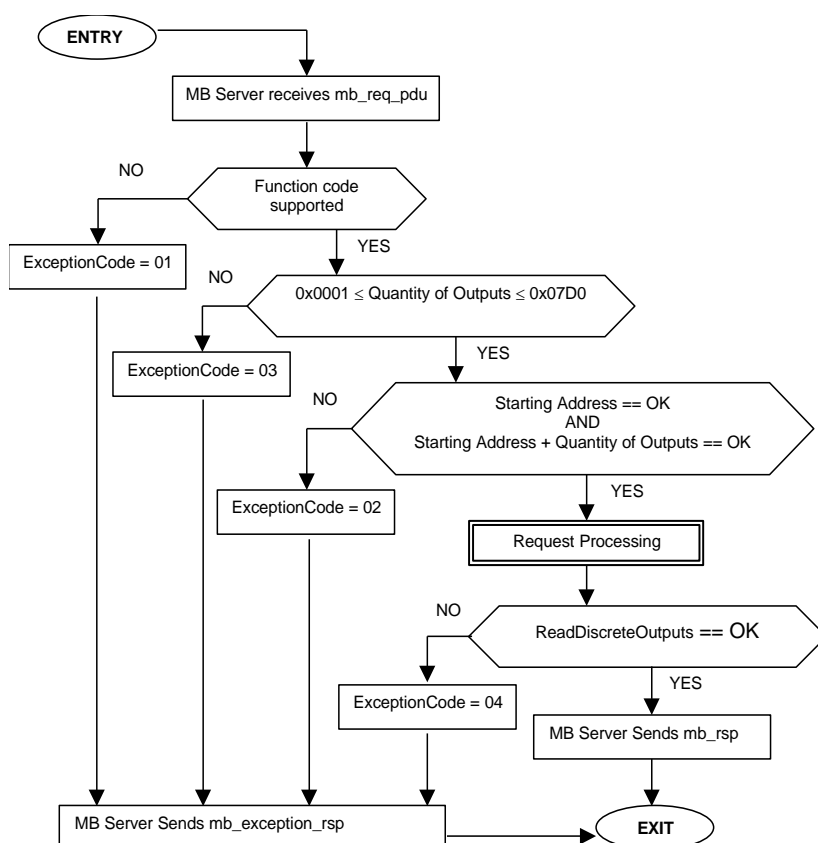 ENTRY
MB Server receives mb_req_pdu
NO
Function code
supported
YES
ExceptionCode = 01
NO
0x0001 ≤ Quantity of Outputs ≤ 0x07D0
YES
ExceptionCode = 03
NO
Starting Address == OK
AND
Starting Address + Quantity of Outputs == OK
YES
ExceptionCode = 02
Request Processing
NO
ReadDiscreteOutputs == OK
YES
ExceptionCode = 04
MB Server Sends mb_rsp
MB Server Sends mb_exception_rsp
EXIT